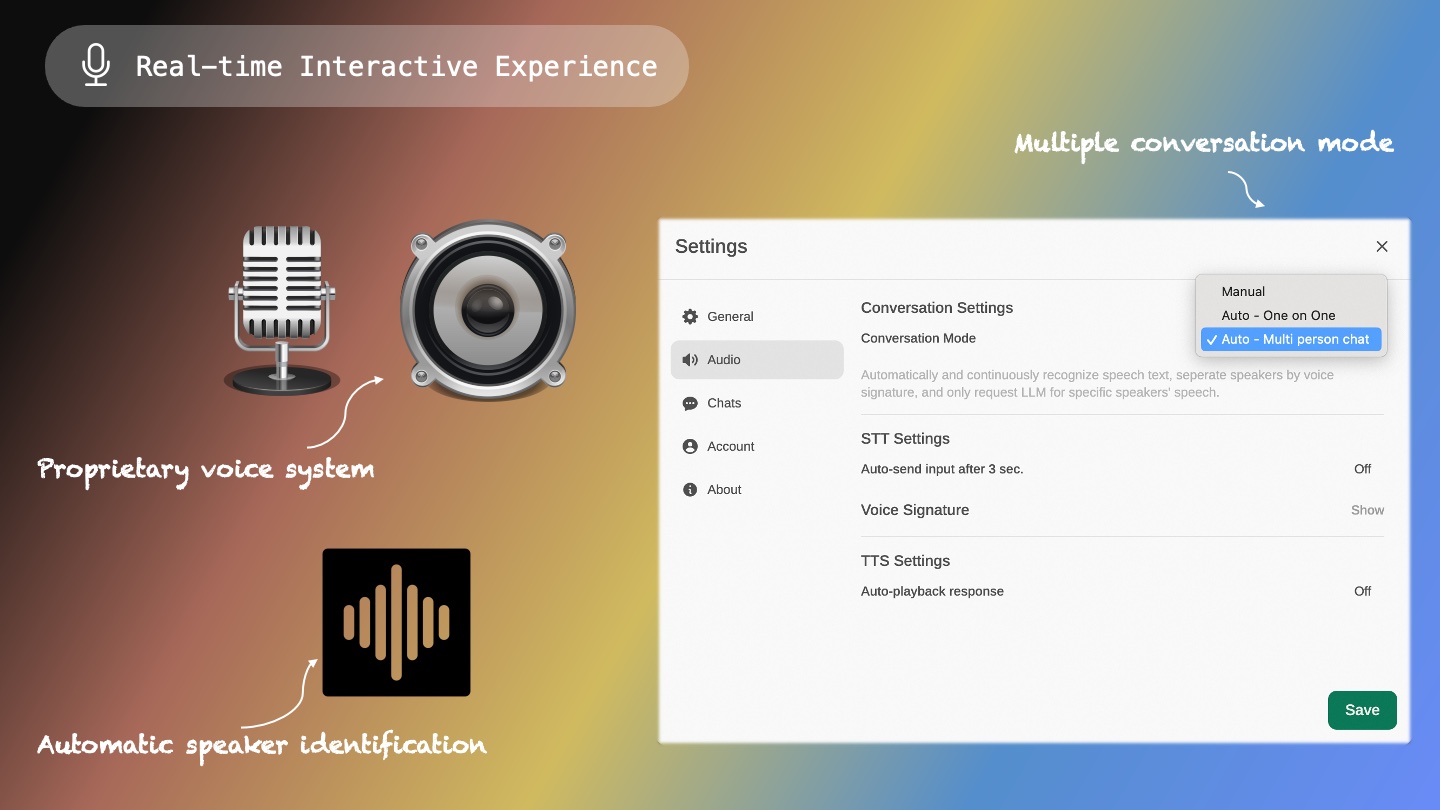 Real-time Interactive Experience
Multiple conversation mode
Proprietary voice system
Automatic speaker identification
Settings
General
Audio
Chats
Account
About
Conversation Settings
Conversation Mode
Manual
Auto - One on One
Auto - Multi person chat
Automatically and continuously recognize speech text, seperate speakers by voice
signature, and only request LLM for specific speakers' speech.
STT Settings
Auto-send input after 3 sec. Off
Voice Signature Show
TTS Settings
Auto-playback response Off
Save